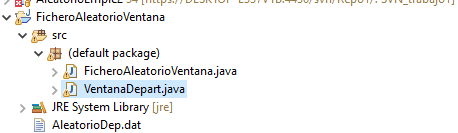 FicheroAleatorioVentana
src
(default package)
FicheroAleatorioVentana.java
VentanaDepart.java
JRE System Library [jre]
AleatorioDep.dat